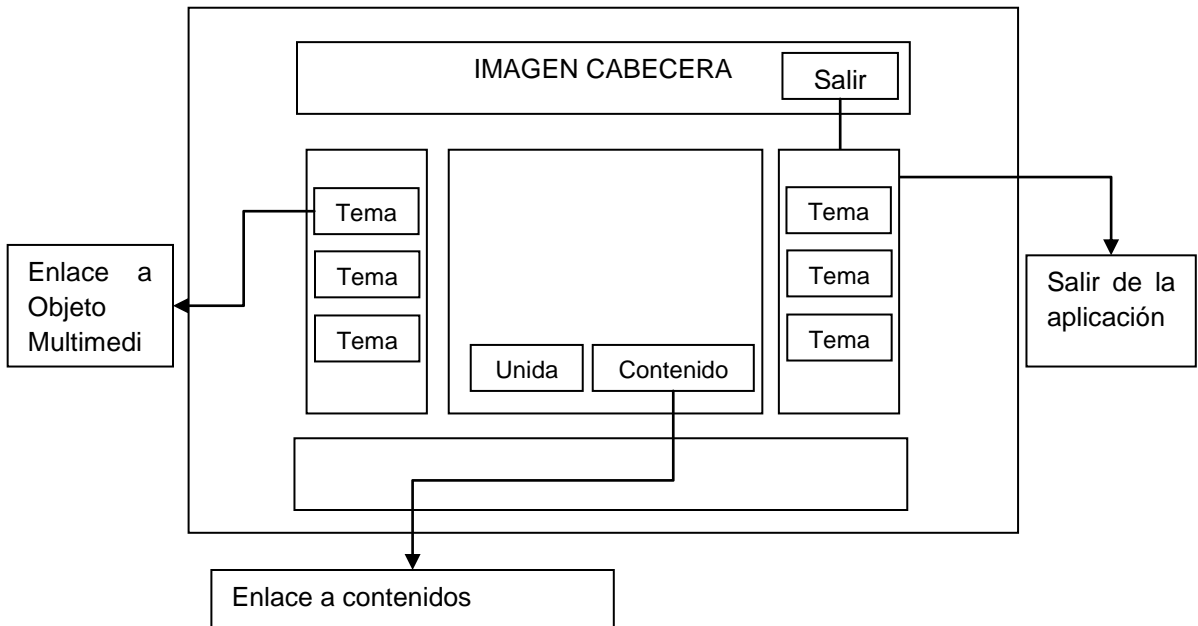 IMAGEN CABECERA
Salir
Tema
Tema
Tema
Unida
Contenido
Tema
Tema
Tema
Enlace a
Objeto
Multimedi
Salir de la
aplicación
Enlace a contenidos